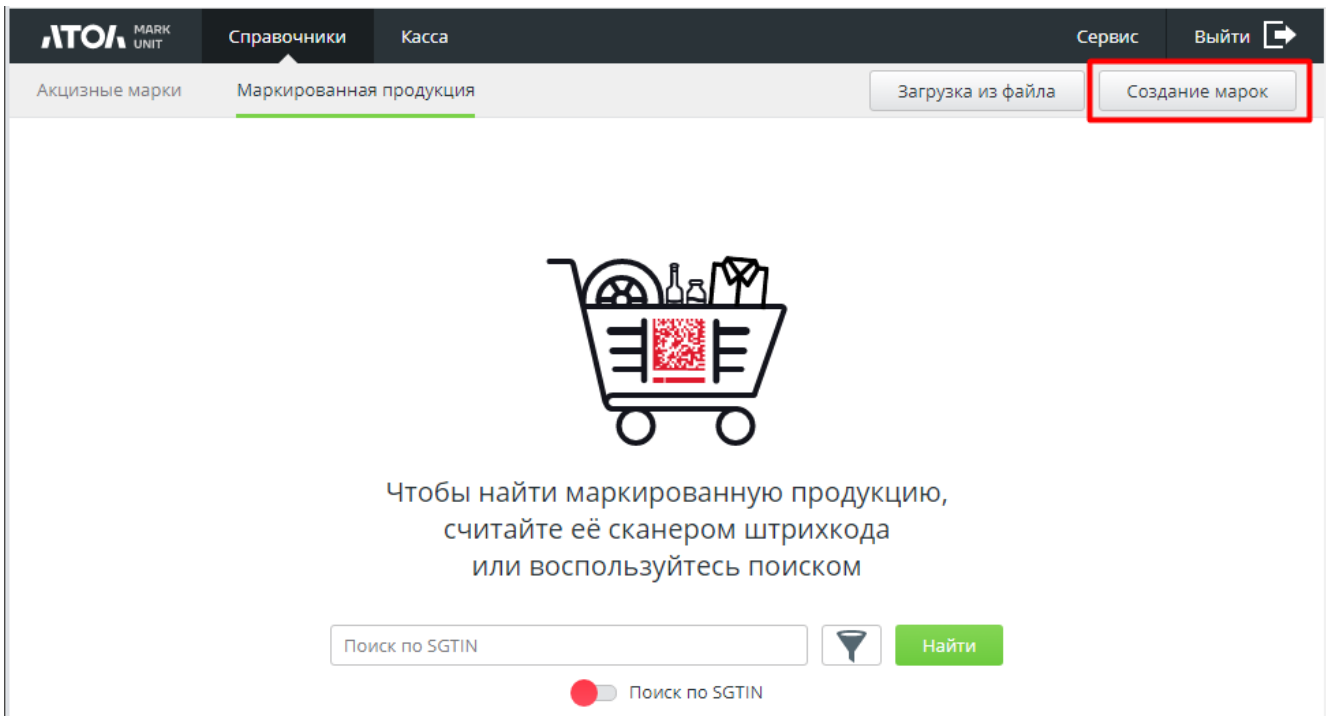 АТОЛ MARK UNIT Справочники Касса Сервис Выйти
Акцизные марки Маркированная продукция Загрузка из файла Создание марок
Чтобы найти маркированную продукцию,
считайте её сканером штрихкода
или воспользуйтесь поиском
Поиск по SGTIN Найти
Поиск по SGTIN